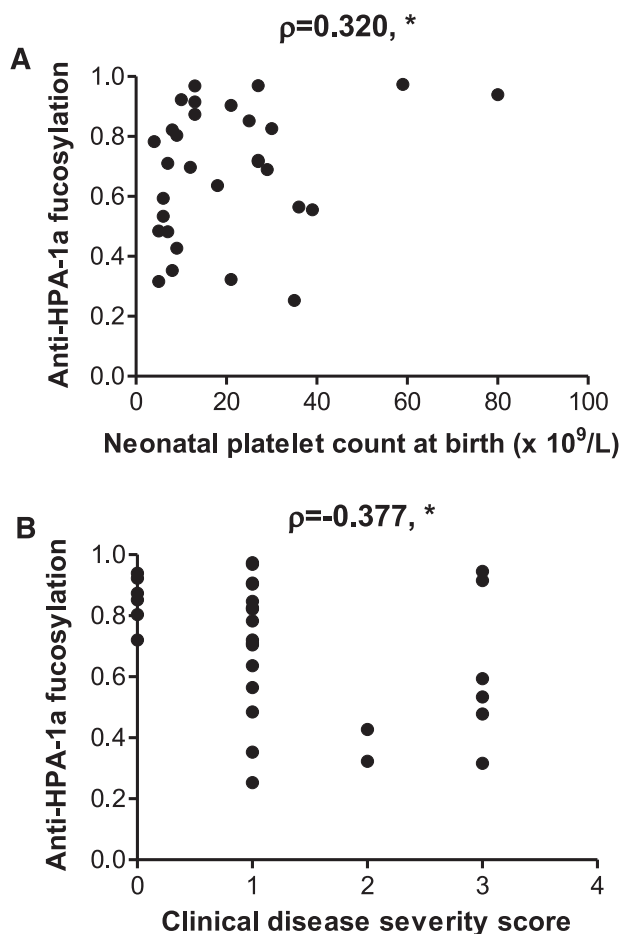 ρ=0.320, *
A
Anti-HPA-1a fucosylation
1.0
0.8
0.6
0.4
0.2
0.0
0 20 40 60 80 100
Neonatal platelet count at birth (x 10⁹/L)
ρ=-0.377, *
B
Anti-HPA-1a fucosylation
1.0
0.8
0.6
0.4
0.2
0.0
0 1 2 3 4
Clinical disease severity score